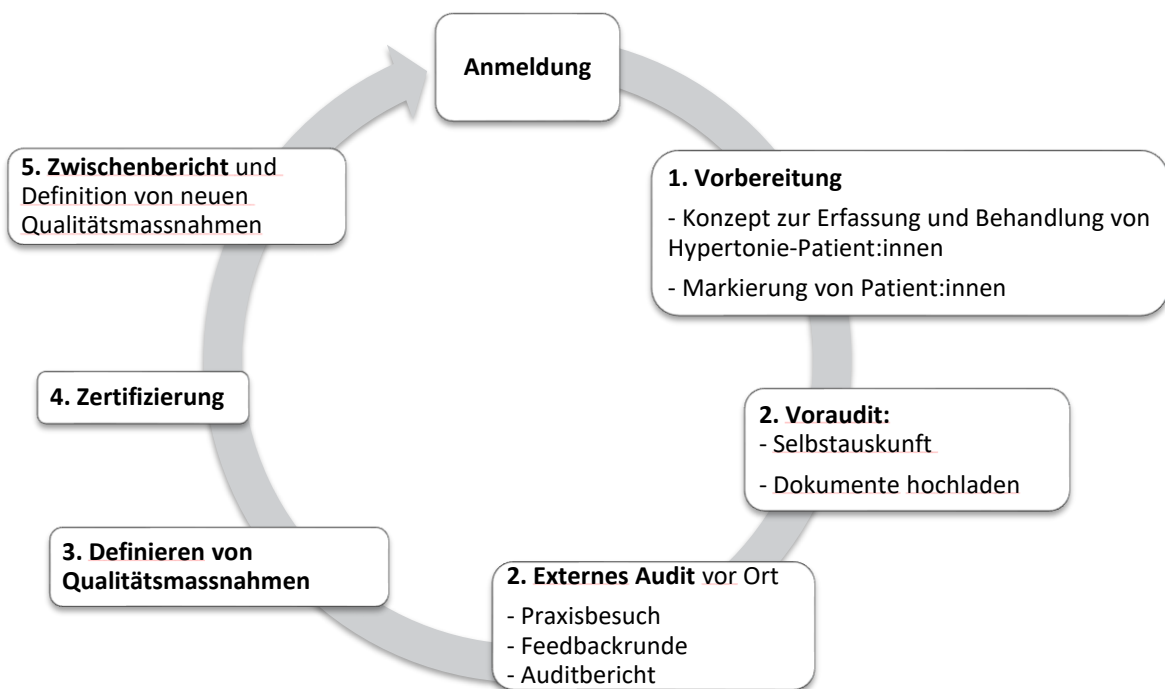 Anmeldung
1. Vorbereitung
- Konzept zur Erfassung und Behandlung von
Hypertonie-Patient:innen
- Markierung von Patient:innen
2. Voraudit:
- Selbstauskunft
- Dokumente hochladen
2. Externes Audit vor Ort
- Praxisbesuch
- Feedbackrunde
- Auditbericht
3. Definieren von
Qualitätsmassnahmen
4. Zertifizierung
5. Zwischenbericht und
Definition von neuen
Qualitätsmassnahmen